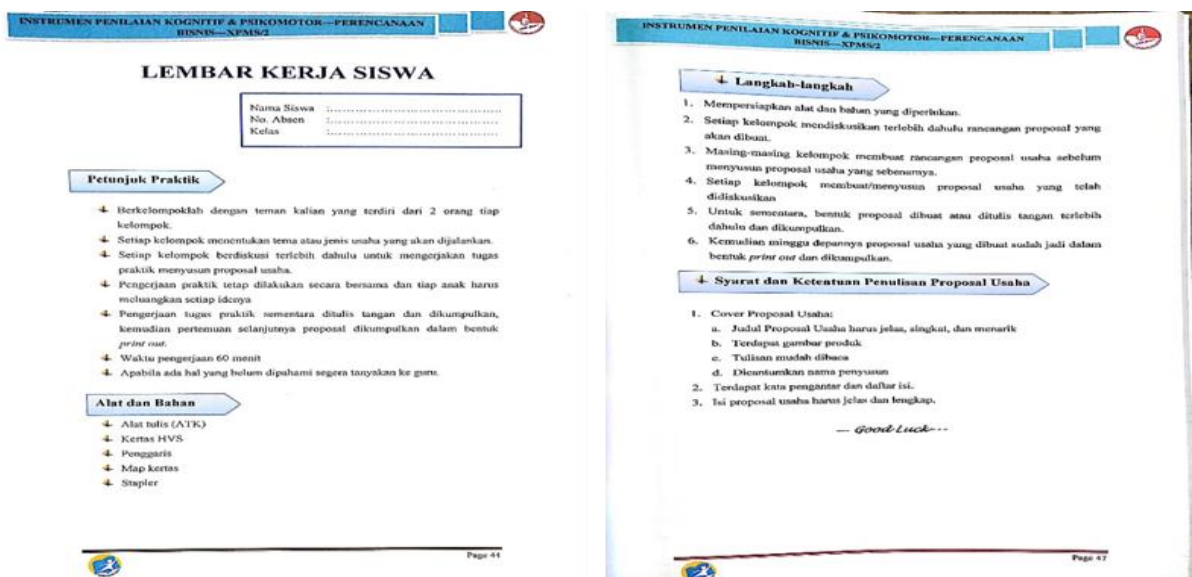 INSTRUMEN PENILAIAN KOGNITIF & PSIKOMOTOR—PERENCANAAN
BISNIS—XPMS/2
LEMBAR KERJA SISWA
Nama Siswa :
No. Absen :
Kelas :
Petunjuk Praktik
Berkelompoklah dengan teman kalian yang terdiri dari 2 orang tiap
kelompok.
Setiap kelompok menentukan tema atau jenis usaha yang akan dijalankan.
Setiap kelompok berdiskusi terlebih dahulu untuk mengerjakan tugas
praktik menyusun proposal usaha.
Pengerjaan praktik tetap dilakukan secara bersama dan tiap anak harus
meluangkan setiap idenya
Pengerjaan tugas praktik sementara ditulis tangan dan dikumpulkan,
kemudian pertemuan selanjutnya proposal dikumpulkan dalam bentuk
print out.
Waktu pengerjaan 60 menit
Apabila ada hal yang belum dipahami segera tanyakan ke guru.
Alat dan Bahan
Alat tulis (ATK)
Kertas HVS
Penggaris
Map kertas
Stapler
Page 44
INSTRUMEN PENILAIAN KOGNITIF & PSIKOMOTOR—PERENCANAAN
BISNIS—XPMS/2
Langkah-langkah
1. Mempersiapkan alat dan bahan yang diperlukan.
2. Setiap kelompok mendiskusikan terlebih dahulu rancangan proposal yang
akan dibuat.
3. Masing-masing kelompok membuat rancangan proposal usaha sebelum
menyusun proposal usaha yang sebenarnya.
4. Setiap kelompok membuat/menyusun proposal usaha yang telah
didiskusikan
5. Untuk sementara, bentuk proposal dibuat atau ditulis tangan terlebih
dahulu dan dikumpulkan.
6. Kemudian minggu depannya proposal usaha yang dibuat sudah jadi dalam
bentuk print out dan dikumpulkan.
Syarat dan Ketentuan Penulisan Proposal Usaha
1. Cover Proposal Usaha:
a. Judul Proposal Usaha harus jelas, singkat, dan menarik
b. Terdapat gambar produk
c. Tulisan mudah dibaca
d. Dicantumkan nama penyusun
2. Terdapat kata pengantar dan daftar isi.
3. Isi proposal usaha harus jelas dan lengkap.
--- Good Luck---
Page 47